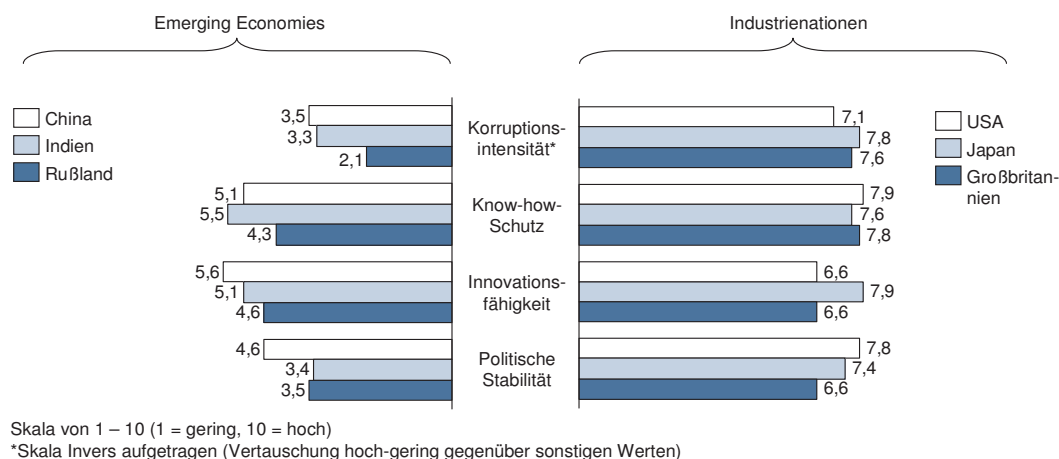 Emerging Economies
Industrienationen
China
Indien
Rußland
3,5
3,3
2,1
Korruptions-
intensität*
7,1
7,8
7,6
USA
Japan
Großbritan-
nien
5,1
5,5
4,3
Know-how-
Schutz
7,9
7,6
7,8
5,6
5,1
4,6
Innovations-
fähigkeit
6,6
7,9
6,6
4,6
3,4
3,5
Politische
Stabilität
7,8
7,4
6,6
Skala von 1 – 10 (1 = gering, 10 = hoch)
*Skala Invers aufgetragen (Vertauschung hoch-gering gegenüber sonstigen Werten)